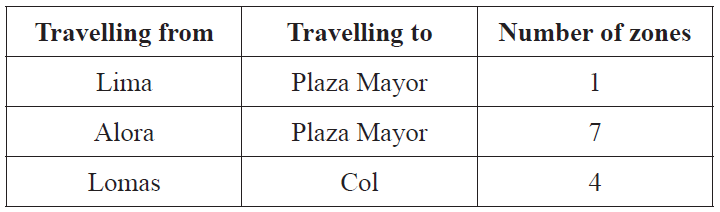 Travelling from Travelling to Number of zones
Lima Plaza Mayor 1
Alora Plaza Mayor 7
Lomas Col 4